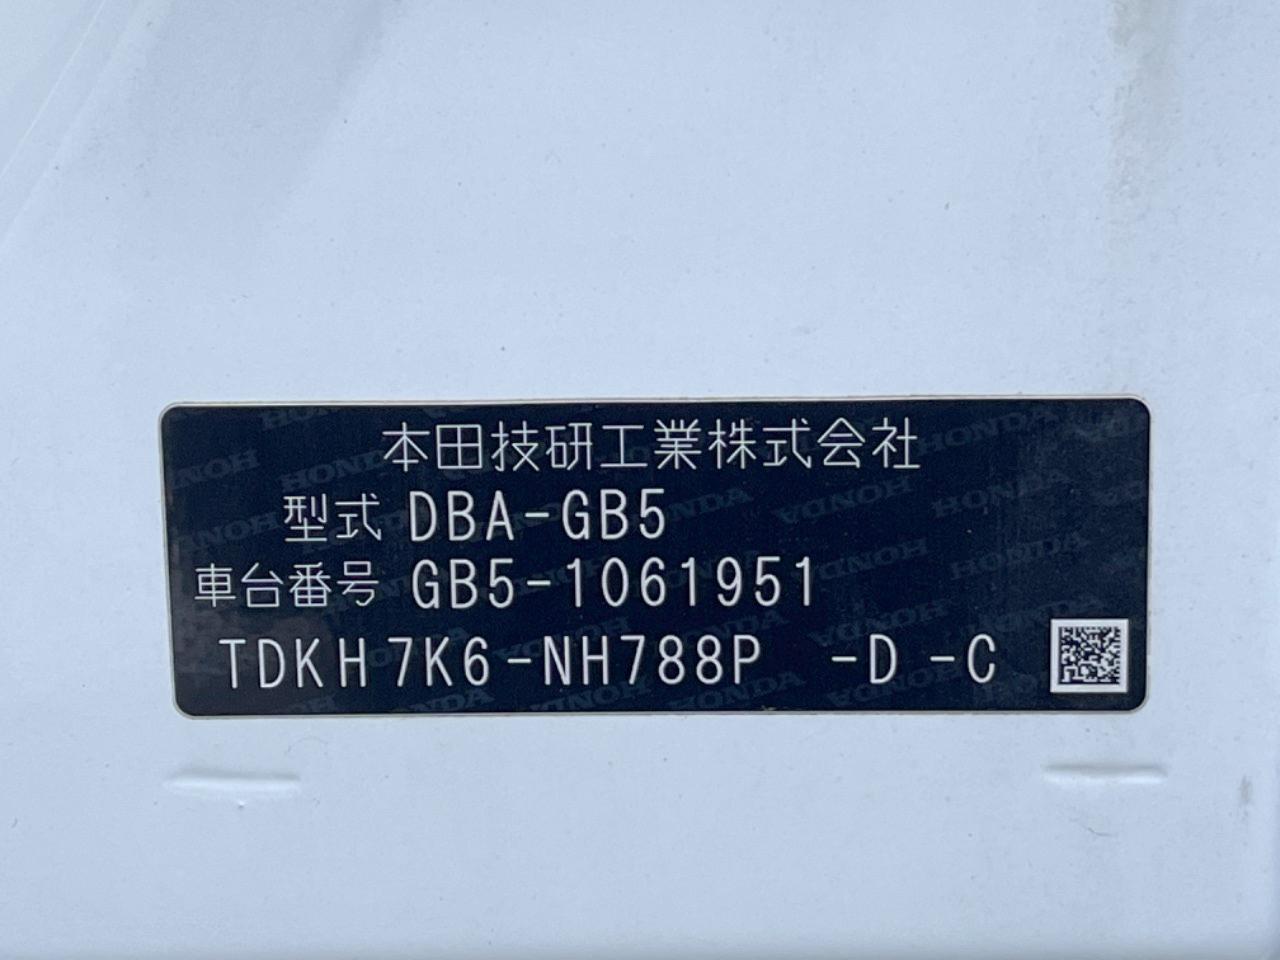 本田技研工業株式会社
型式 DBA-GB5
車台番号 GB5-1061951
TDKH7K6-NH788P -D -C